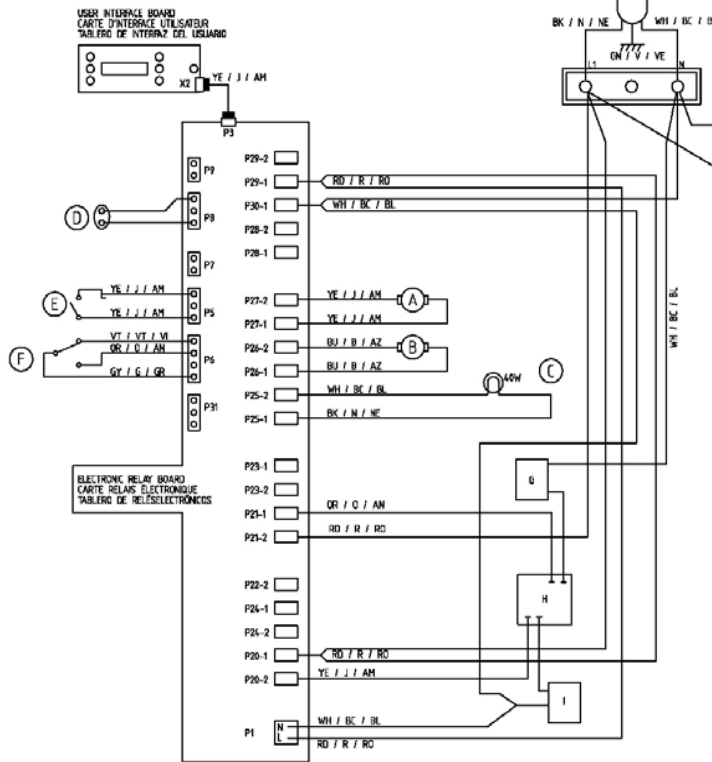 USER INTERFACE BOARD
CARTE D'INTERFACE UTILISATEUR
TABLERO DE INTERFAZ DEL USUARIO
X2
YE / J / AM
P3
BK / N / NE
WH / BC / B
GN / V / VE
L1
N
P9
P8
P7
P5
P6
P31
D
E
YE / J / AM
YE / J / AM
F
VT / VT / VI
OR / O / AN
GY / G / GR
ELECTRONIC RELAY BOARD
CARTE RELAIS ÉLECTRONIQUE
TABLERO DE RELÉSELECTRÓNICOS
P29-2
P29-1
RD / R / RO
P30-1
WH / BC / BL
P28-2
P28-1
P27-2
YE / J / AM
A
P27-1
YE / J / AM
P26-2
BU / B / AZ
B
P26-1
BU / B / AZ
P25-2
WH / BC / BL
40W
C
P25-1
BK / N / NE
P23-1
P23-2
P21-1
OR / O / AN
P21-2
RD / R / RO
P22-2
P24-1
P24-2
P20-1
RD / R / RO
P20-2
YE / J / AM
P1
N
L
WH / BC / BL
RD / R / RO
WH / BC / BL
G
H
I